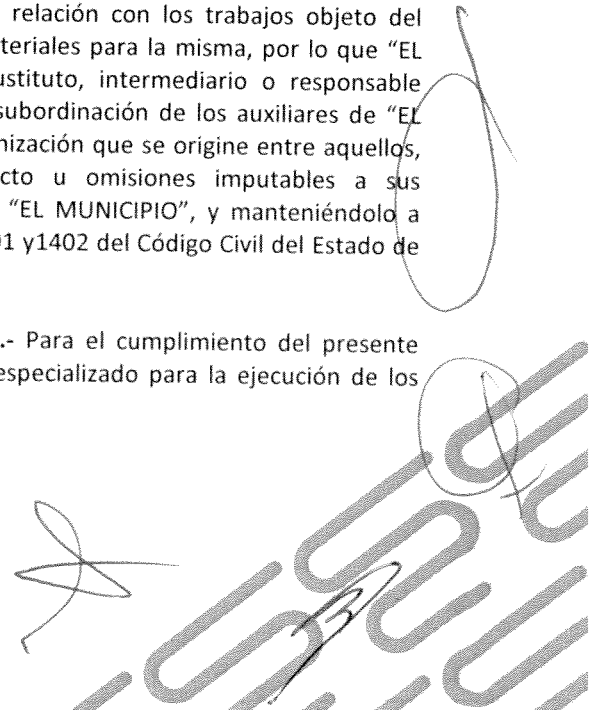 relación con los trabajos objeto del
teriales para la misma, por lo que “EL
ustituto, intermediario o responsable
subordinación de los auxiliares de “EL
nización que se origine entre aquellos,
cto u omisiones imputables a sus
“EL MUNICIPIO”, y manteniéndolo a
01 y1402 del Código Civil del Estado de
.- Para el cumplimiento del presente
especializado para la ejecución de los